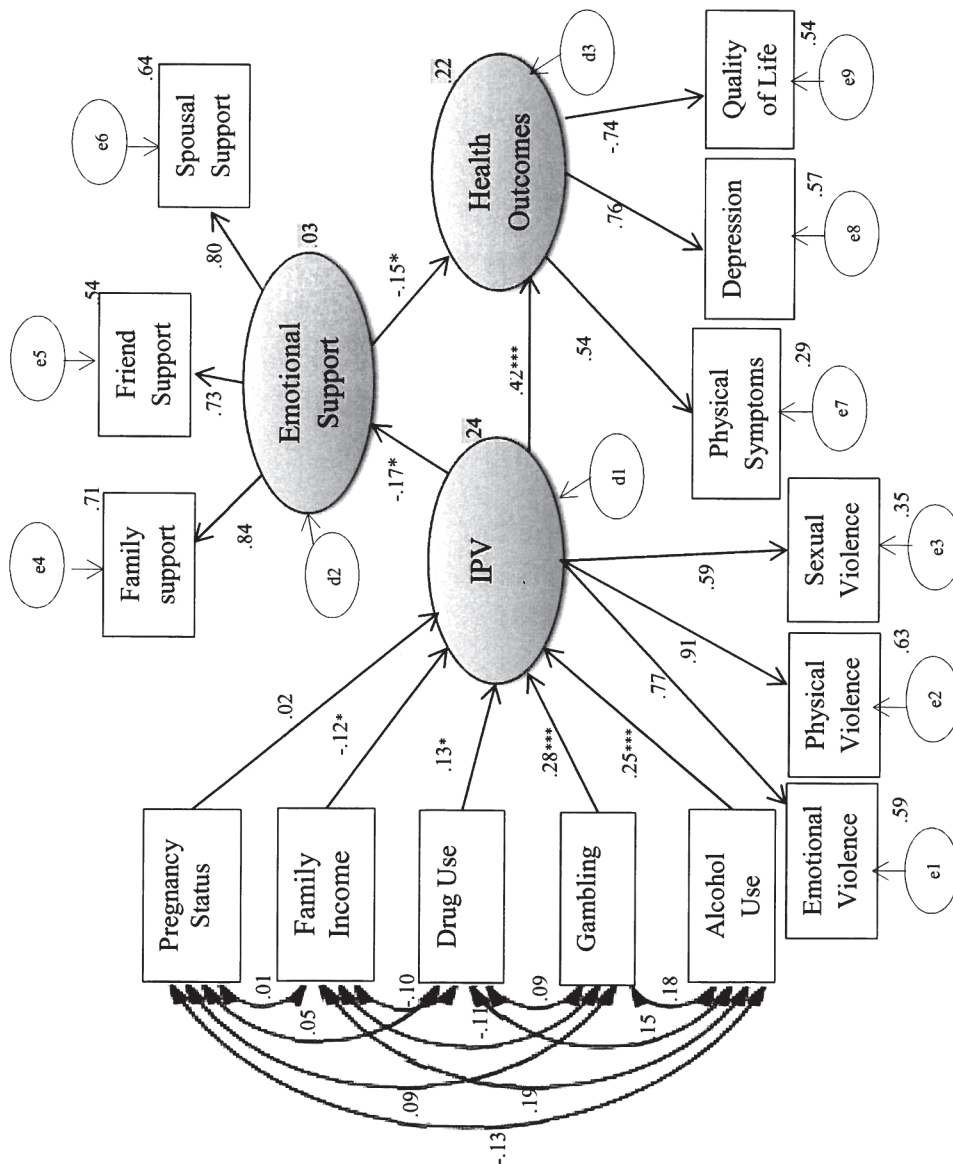 e4
e5
e6
Family
support
.71
Friend
Support
.54
Spousal
Support
.64
.84
.73
.80
d2
Emotional
Support
.03
-.17*
-.15*
Pregnancy
Status
Family
Income
Drug Use
Gambling
Alcohol
Use
.02
-.12*
.13*
.28***
.25***
.01
.05
-.10
.09
-.11
.09
.18
.15
.19
-.13
IPV
.24
d1
.42***
Health
Outcomes
.22
d3
.77
.91
.59
.54
.76
-.74
Emotional
Violence
.59
Physical
Violence
.63
Sexual
Violence
.35
Physical
Symptoms
.29
Depression
.57
Quality
of Life
.54
e1
e2
e3
e7
e8
e9